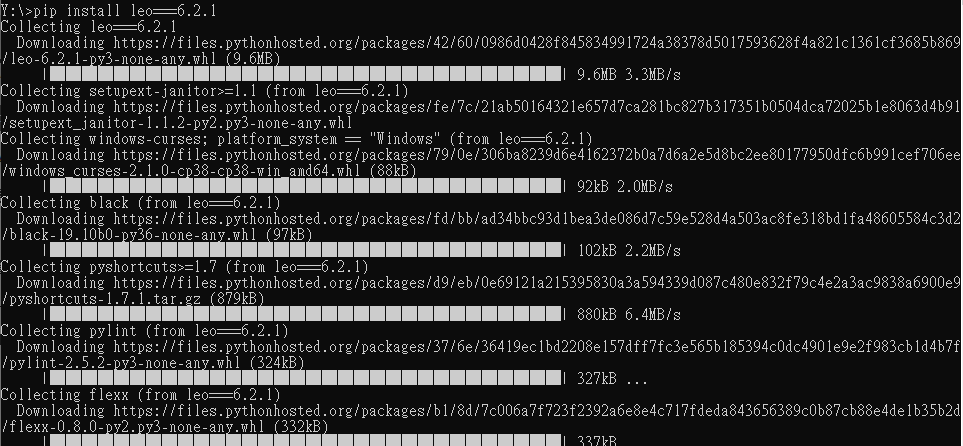 Y:\>pip install leo===6.2.1
Collecting leo===6.2.1
Downloading https://files.pythonhosted.org/packages/42/60/0986d0428f845834991724a38378d5017593628f4a821c1361cf3685b869
/leo-6.2.1-py3-none-any.whl (9.6MB)
9.6MB 3.3MB/s
Collecting setupext-janitor>=1.1 (from leo===6.2.1)
Downloading https://files.pythonhosted.org/packages/fe/7c/21ab50164321e657d7ca281bc827b317351b0504dca72025b1e8063d4b91
/setupext_janitor-1.1.2-py2.py3-none-any.whl
Collecting windows-curses; platform_system == "Windows" (from leo===6.2.1)
Downloading https://files.pythonhosted.org/packages/79/0e/306ba8239d6e4162372b0a7d6a2e5d8bc2ee80177950dfc6b991cef706ee
/windows_curses-2.1.0-cp38-cp38-win_amd64.whl (88kB)
92kB 2.0MB/s
Collecting black (from leo===6.2.1)
Downloading https://files.pythonhosted.org/packages/fd/bb/ad34bbc93d1bea3de086d7c59e528d4a503ac8fe318bd1fa48605584c3d2
/black-19.10b0-py36-none-any.whl (97kB)
102kB 2.2MB/s
Collecting pyshortcuts>=1.7 (from leo===6.2.1)
Downloading https://files.pythonhosted.org/packages/d9/eb/0e69121a215395830a3a594339d087c480e832f79c4e2a3ac9838a6900e9
/pyshortcuts-1.7.1.tar.gz (879kB)
880kB 6.4MB/s
Collecting pylint (from leo===6.2.1)
Downloading https://files.pythonhosted.org/packages/37/6e/36419ec1bd2208e157dff7fc3e565b185394c0dc4901e9e2f983cb1d4b7f
/pylint-2.5.2-py3-none-any.whl (324kB)
327kB ...
Collecting flexx (from leo===6.2.1)
Downloading https://files.pythonhosted.org/packages/b1/8d/7c006a7f723f2392a6e8e4c717fdeda843656389c0b87cb88e4de1b35b2d
/flexx-0.8.0-py2.py3-none-any.whl (332kB)
337kB